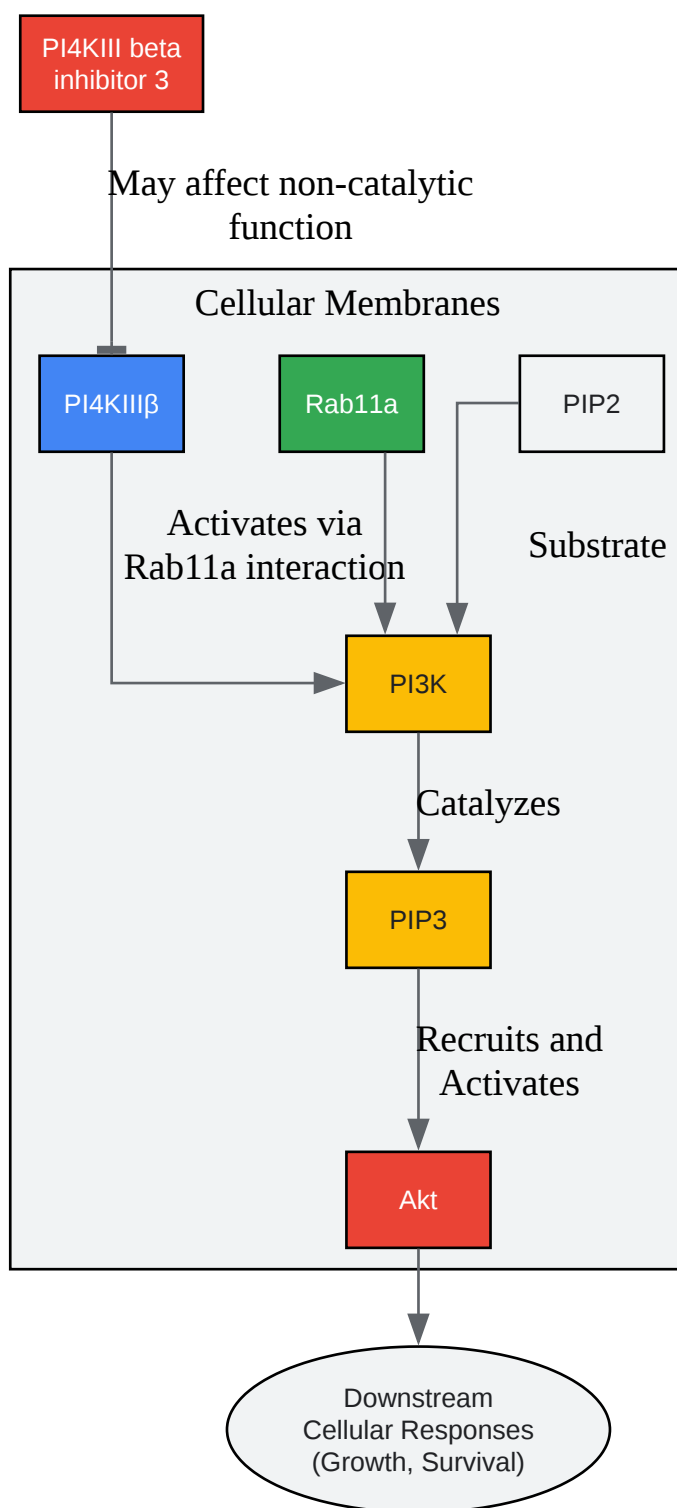 PI4KIII beta
inhibitor 3
May affect non-catalytic
function
Cellular Membranes
PI4KIIIβ
Rab11a
PIP2
Activates via
Rab11a interaction
Substrate
PI3K
Catalyzes
PIP3
Recruits and
Activates
Akt
Downstream
Cellular Responses
(Growth, Survival)